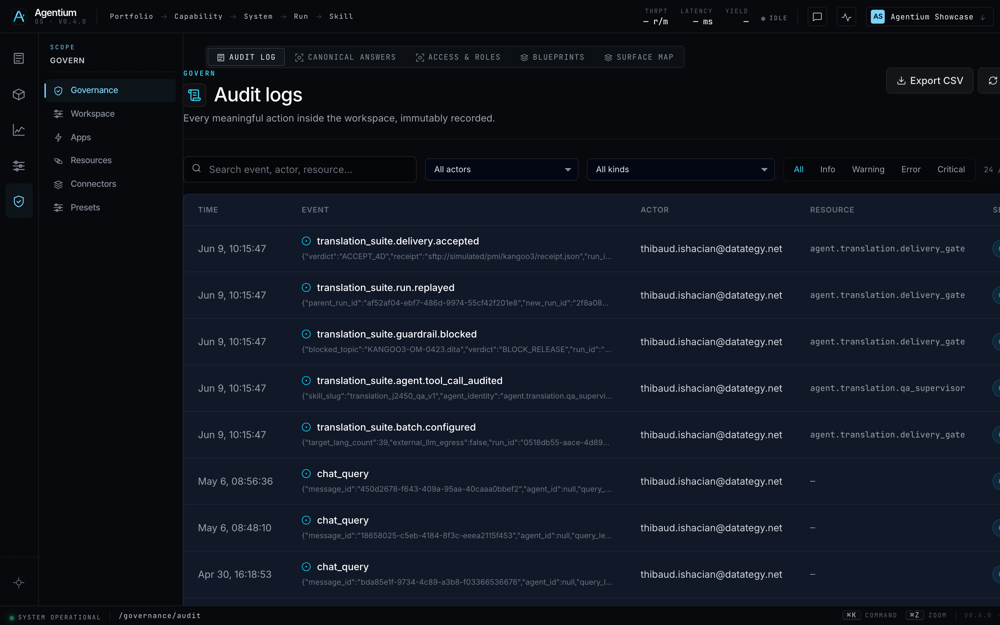 Agentium
OS · V0.4.0
Portfolio → Capability → System → Run → Skill
THRPT
— r/m
LATENCY
— ms
YIELD
—
IDLE
AS Agentium Showcase ↓
SCOPE
GOVERN
Governance
Workspace
Apps
Resources
Connectors
Presets
AUDIT LOG
CANONICAL ANSWERS
ACCESS & ROLES
BLUEPRINTS
SURFACE MAP
GOVERN
Audit logs
Every meaningful action inside the workspace, immutably recorded.
Export CSV
Search event, actor, resource...
All actors
All kinds
All Info Warning Error Critical
24 /
TIME EVENT ACTOR RESOURCE
Jun 9, 10:15:47 translation_suite.delivery.accepted thibaud.ishacian@datategy.net agent.translation.delivery_gate
{"verdict":"ACCEPT_4D","receipt":"sftp://simulated/pmi/kangoo3/receipt.json","run_i...
Jun 9, 10:15:47 translation_suite.run.replayed thibaud.ishacian@datategy.net agent.translation.delivery_gate
{"parent_run_id":"af52af04-ebf7-486d-9974-55cf42f201e8","new_run_id":"2f8a08...
Jun 9, 10:15:47 translation_suite.guardrail.blocked thibaud.ishacian@datategy.net agent.translation.delivery_gate
{"blocked_topic":"KANGOO3-OM-0423.dita","verdict":"BLOCK_RELEASE","run_id":"...
Jun 9, 10:15:47 translation_suite.agent.tool_call_audited thibaud.ishacian@datategy.net agent.translation.qa_supervisor
{"skill_slug":"translation_j2450_qa_v1","agent_identity":"agent.translation.qa_supervi...
Jun 9, 10:15:47 translation_suite.batch.configured thibaud.ishacian@datategy.net agent.translation.delivery_gate
{"target_lang_count":39,"external_llm_egress":false,"run_id":"0518db55-aace-4d89...
May 6, 08:56:36 chat_query thibaud.ishacian@datategy.net —
{"message_id":"450d2678-f643-409a-95aa-40caaa0bbef2","agent_id":null,"query_...
May 6, 08:48:10 chat_query thibaud.ishacian@datategy.net —
{"message_id":"18658025-c5eb-4184-8f3c-eeea2115f453","agent_id":null,"query_le...
Apr 30, 16:18:53 chat_query thibaud.ishacian@datategy.net —
{"message_id":"bda85e1f-9734-4c89-a3b8-f03366536676","agent_id":null,"query_l...
SYSTEM OPERATIONAL
/governance/audit
⌘K COMMAND ⌘Z ZOOM V0.4.0